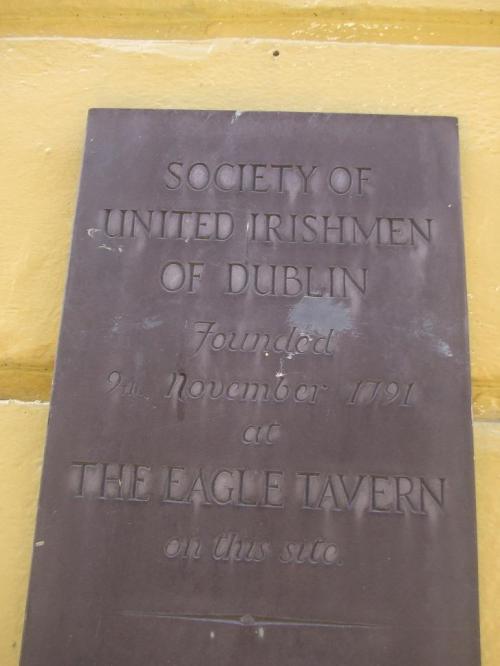 SOCIETY OF
UNITED IRISHMEN
OF DUBLIN
Founded
9th November 1791
at
THE EAGLE TAVERN
on this site.